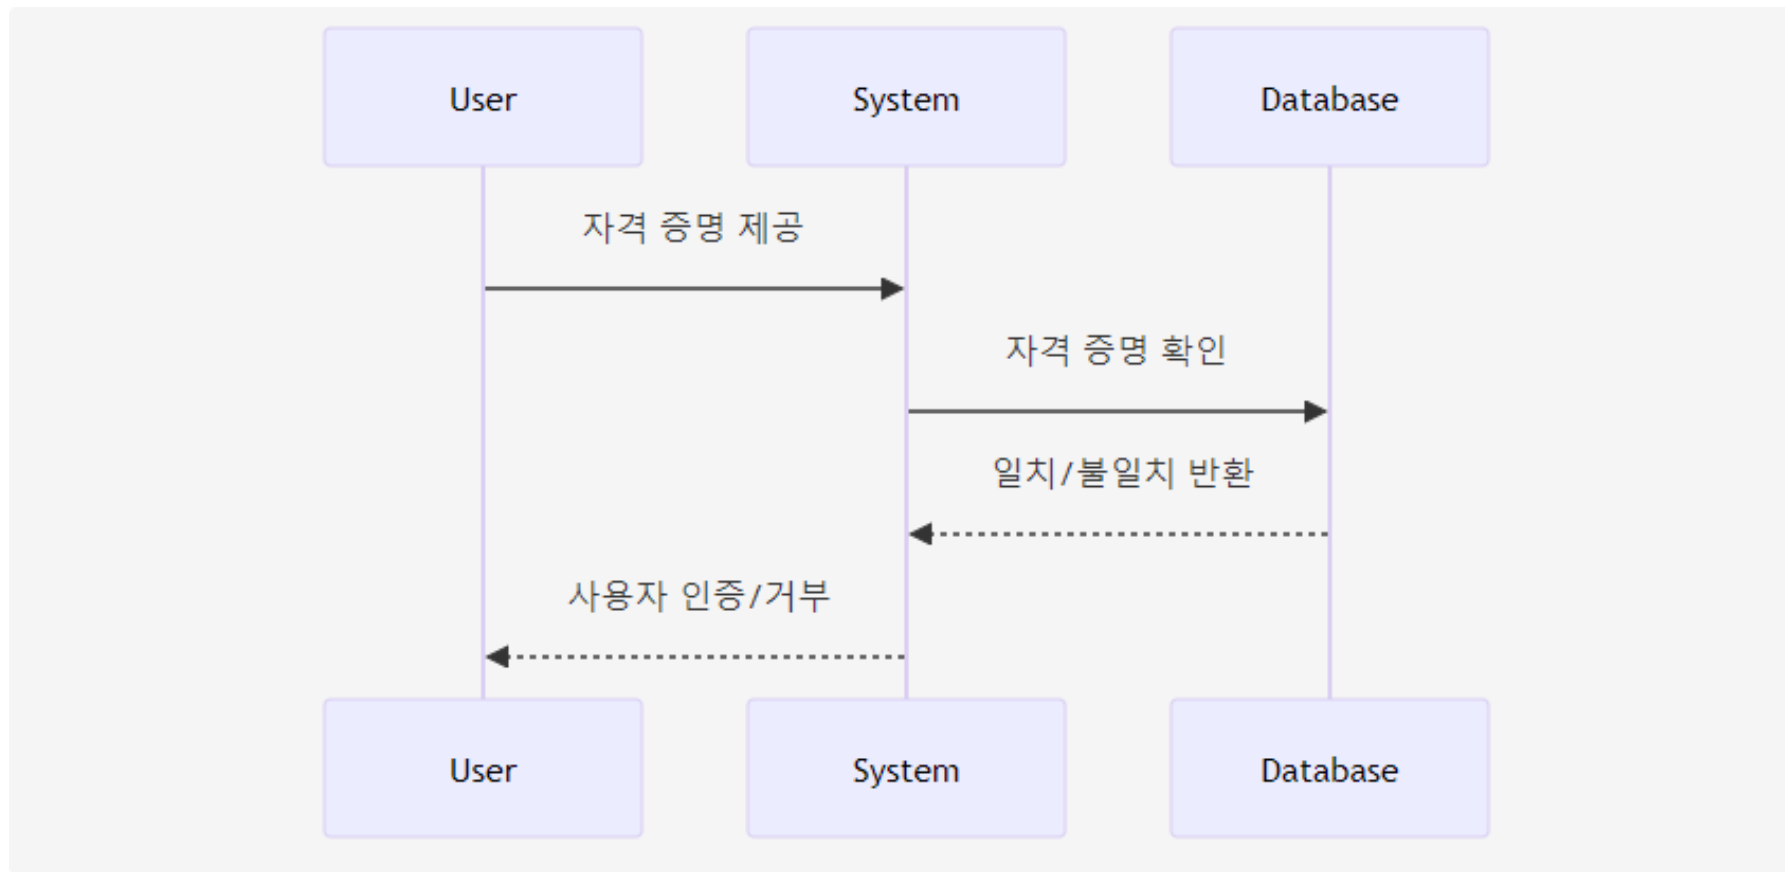 User System Database
자격 증명 제공
자격 증명 확인
일치/불일치 반환
사용자 인증/거부
User System Database